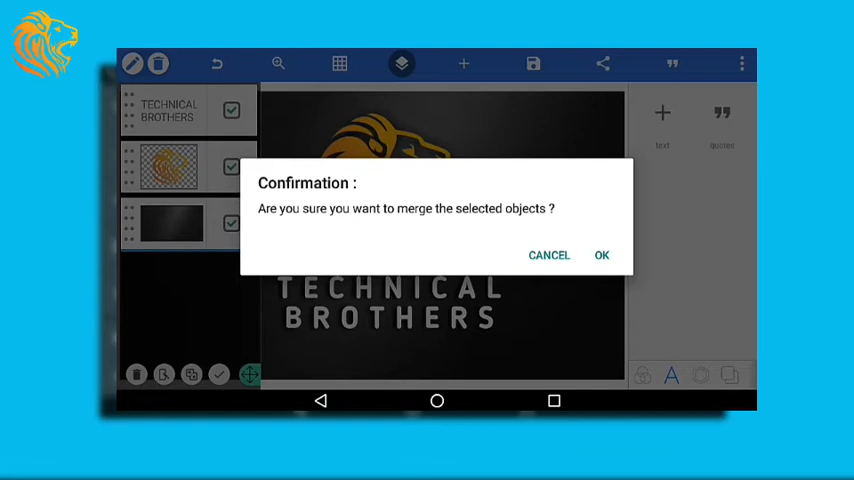 TECHNICAL
BROTHERS
text
quotes
Confirmation :
Are you sure you want to merge the selected objects ?
CANCEL
OK
TECHNICAL
BROTHERS
A